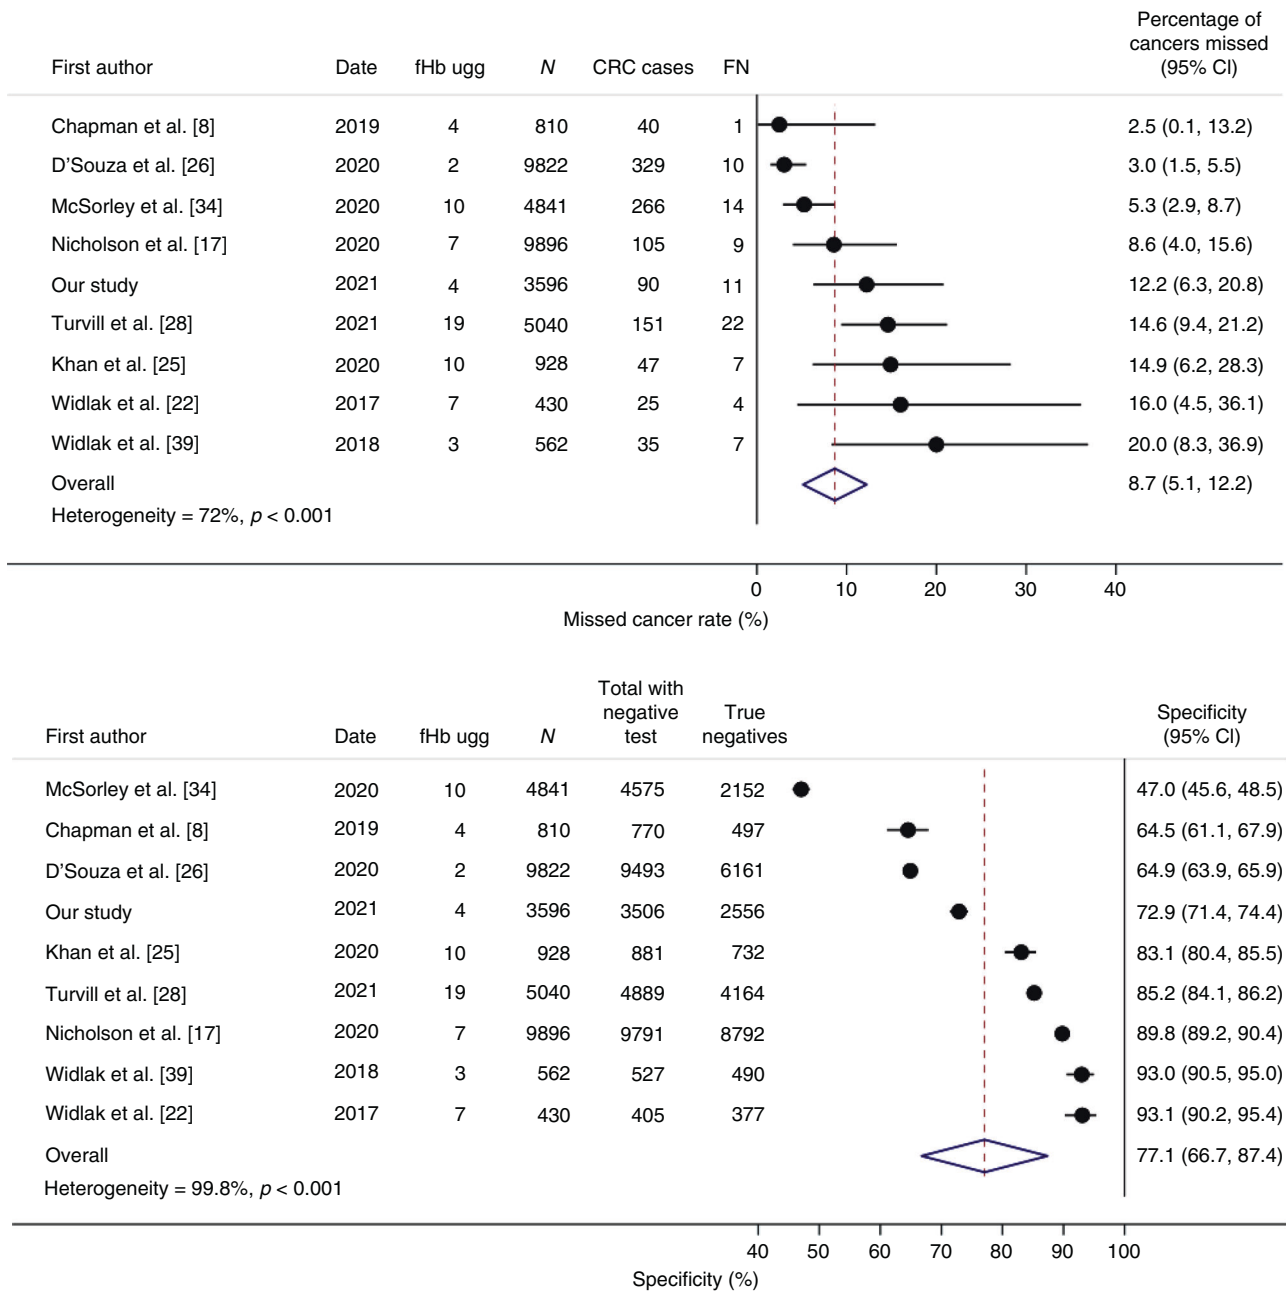 Percentage of
cancers missed
First author Date fHb ugg N CRC cases FN (95% CI)
Chapman et al. [8] 2019 4 810 40 1 2.5 (0.1, 13.2)
D'Souza et al. [26] 2020 2 9822 329 10 3.0 (1.5, 5.5)
McSorley et al. [34] 2020 10 4841 266 14 5.3 (2.9, 8.7)
Nicholson et al. [17] 2020 7 9896 105 9 8.6 (4.0, 15.6)
Our study 2021 4 3596 90 11 12.2 (6.3, 20.8)
Turvill et al. [28] 2021 19 5040 151 22 14.6 (9.4, 21.2)
Khan et al. [25] 2020 10 928 47 7 14.9 (6.2, 28.3)
Widlak et al. [22] 2017 7 430 25 4 16.0 (4.5, 36.1)
Widlak et al. [39] 2018 3 562 35 7 20.0 (8.3, 36.9)
Overall 8.7 (5.1, 12.2)
Heterogeneity = 72%, p < 0.001
0 10 20 30 40
Missed cancer rate (%)
Total with
negative True Specificity
First author Date fHb ugg N test negatives (95% CI)
McSorley et al. [34] 2020 10 4841 4575 2152 47.0 (45.6, 48.5)
Chapman et al. [8] 2019 4 810 770 497 64.5 (61.1, 67.9)
D'Souza et al. [26] 2020 2 9822 9493 6161 64.9 (63.9, 65.9)
Our study 2021 4 3596 3506 2556 72.9 (71.4, 74.4)
Khan et al. [25] 2020 10 928 881 732 83.1 (80.4, 85.5)
Turvill et al. [28] 2021 19 5040 4889 4164 85.2 (84.1, 86.2)
Nicholson et al. [17] 2020 7 9896 9791 8792 89.8 (89.2, 90.4)
Widlak et al. [39] 2018 3 562 527 490 93.0 (90.5, 95.0)
Widlak et al. [22] 2017 7 430 405 377 93.1 (90.2, 95.4)
Overall 77.1 (66.7, 87.4)
Heterogeneity = 99.8%, p < 0.001
40 50 60 70 80 90 100
Specificity (%)